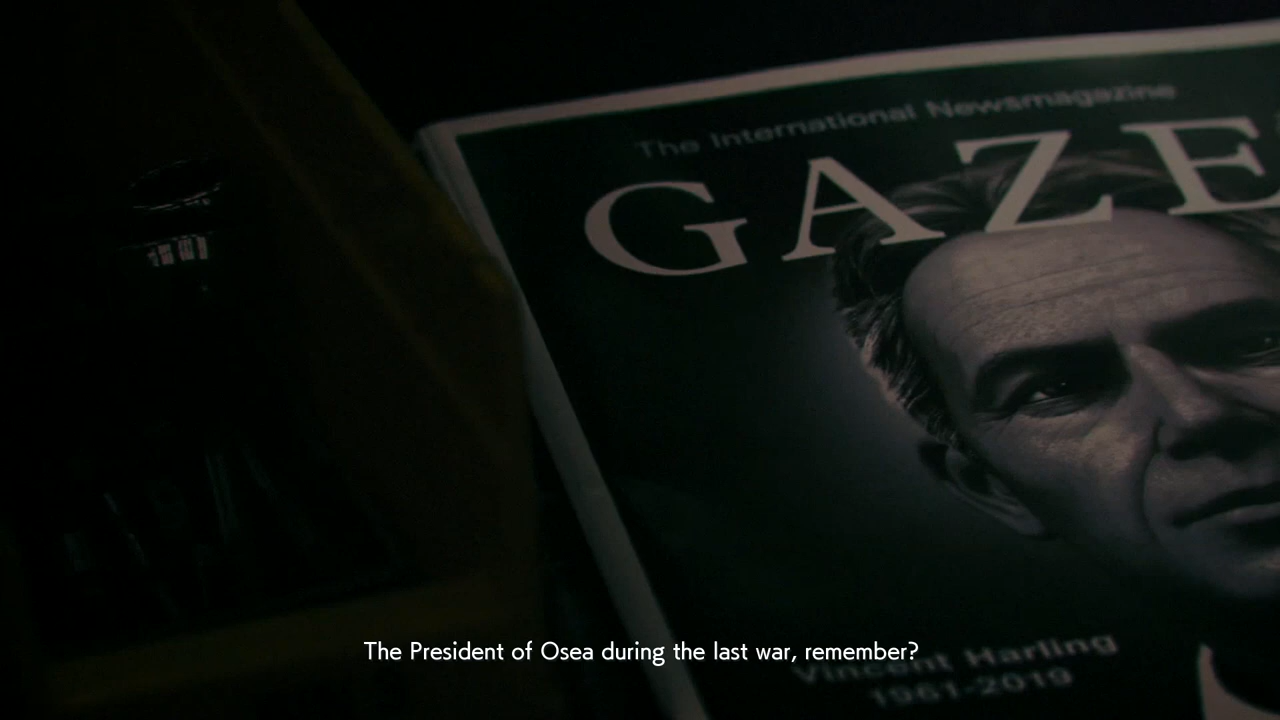 The International Newsmagazine
GAZE
Vincent Harling
1961-2019
The President of Osea during the last war, remember?